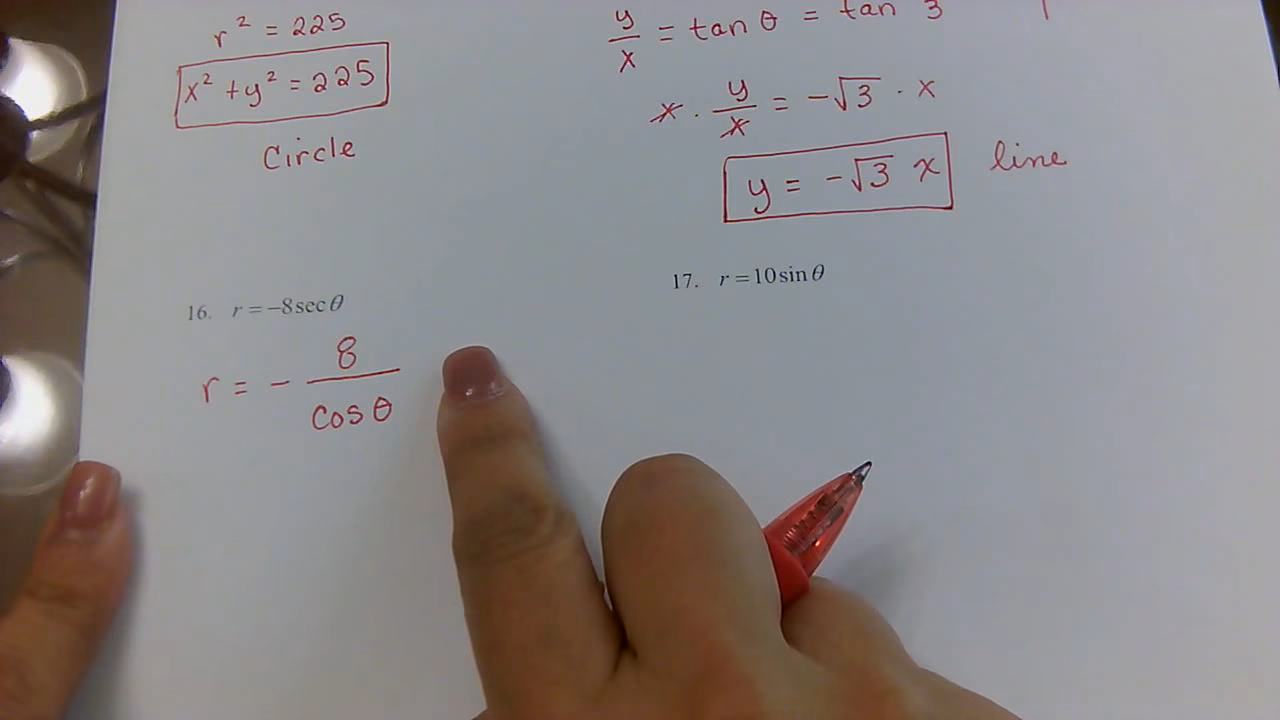 r² = 225
x² + y² = 225
Circle
y/x = tan θ = tan 3
x · y/x = -√3 · x
y = -√3 x line
16. r = -8 sec θ
r = - 8/cos θ
17. r = 10 sin θ